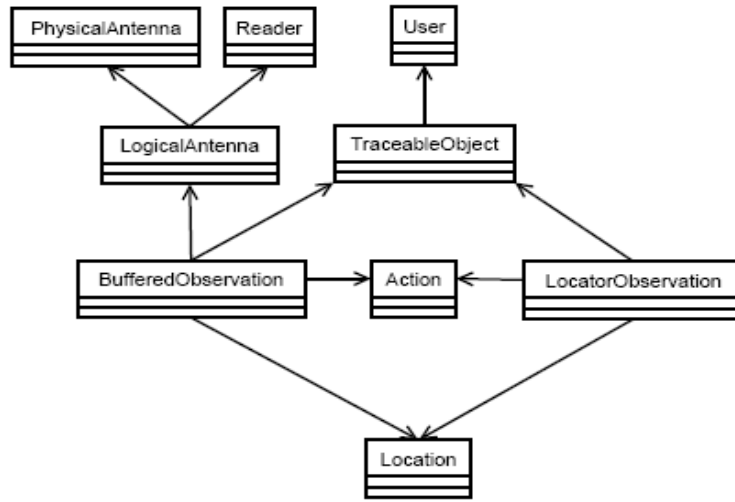 PhysicalAntenna
Reader
User
LogicalAntenna
TraceableObject
BufferedObservation
Action
LocatorObservation
Location